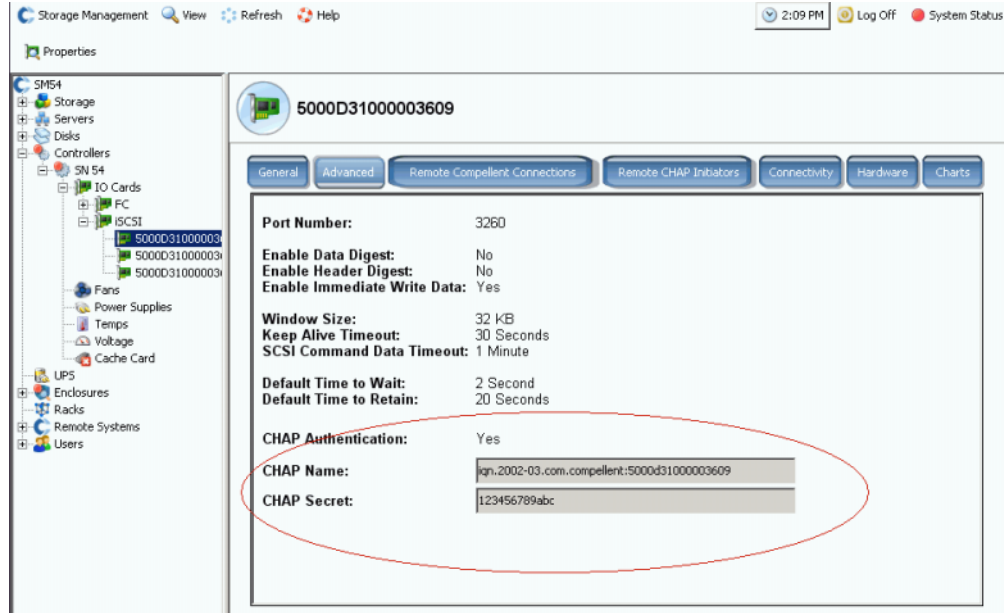 Storage Management View Refresh Help 2:09 PM Log Off System Status
Properties
SM54
Storage
Servers
Disks
Controllers
SN 54
IO Cards
FC
iSCSI
5000D31000003
5000D31000003
5000D31000003
Fans
Power Supplies
Temps
Voltage
Cache Card
UPS
Enclosures
Racks
Remote Systems
Users
5000D31000003609
General Advanced Remote Compellent Connections Remote CHAP Initiators Connectivity Hardware Charts
Port Number: 3260
Enable Data Digest: No
Enable Header Digest: No
Enable Immediate Write Data: Yes
Window Size: 32 KB
Keep Alive Timeout: 30 Seconds
SCSI Command Data Timeout: 1 Minute
Default Time to Wait: 2 Second
Default Time to Retain: 20 Seconds
CHAP Authentication: Yes
CHAP Name: iqn.2002-03.com.compellent:5000d31000003609
CHAP Secret: 123456789abc